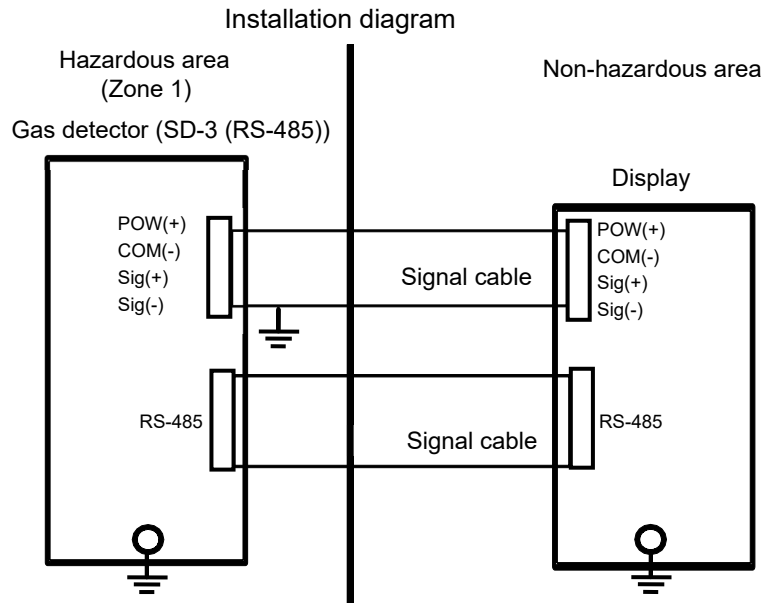 Installation diagram
Hazardous area
(Zone 1)
Non-hazardous area
Gas detector (SD-3 (RS-485))
Display
POW(+)
COM(-)
Sig(+)
Sig(-)
Signal cable
POW(+)
COM(-)
Sig(+)
Sig(-)
RS-485
Signal cable
RS-485